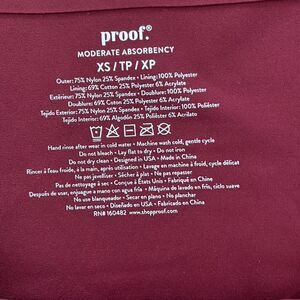 proof.®
MODERATE ABSORBENCY
XS / TP / XP
Outer: 75% Nylon 25% Spandex • Lining: 100% Polyester
Lining: 69% Cotton 25% Polyester 6% Acrylate
Extérieur: 75% Nylon 25% Spandex • Doublure: 100% Polyester
Doublure: 69% Coton 25% Polyester 6% Acrylate
Tejido Exterior: 75% Nylon 25% Spandex • Tejido Interior: 100% Poliéster
Tejido Interior: 69% Algodón 25% Poliéster 6% Acrilato
Hand rinse after wear in cold water • Machine wash cold, gentle cycle
Do not bleach • Lay flat to dry • Do not iron
Do not dry clean • Designed in USA • Made in China
Rincer à l'eau froide, à la main, après utilisation • Lavage en machine à froid, cycle délicat
Ne pas javelliser • Sécher à plat • Ne pas repasser
Pas de nettoyage à sec • Conçu à États Unis • Fabriqué en China
Después de usar, enjuague a mano con agua fría • Máquina de lavado en frío, ciclo suave
No use blanqueador • Secar en plano • No planchar
No lavar en seco • Diseñado en USA • Fabricado en China
RN# 160482 www.shopproof.com